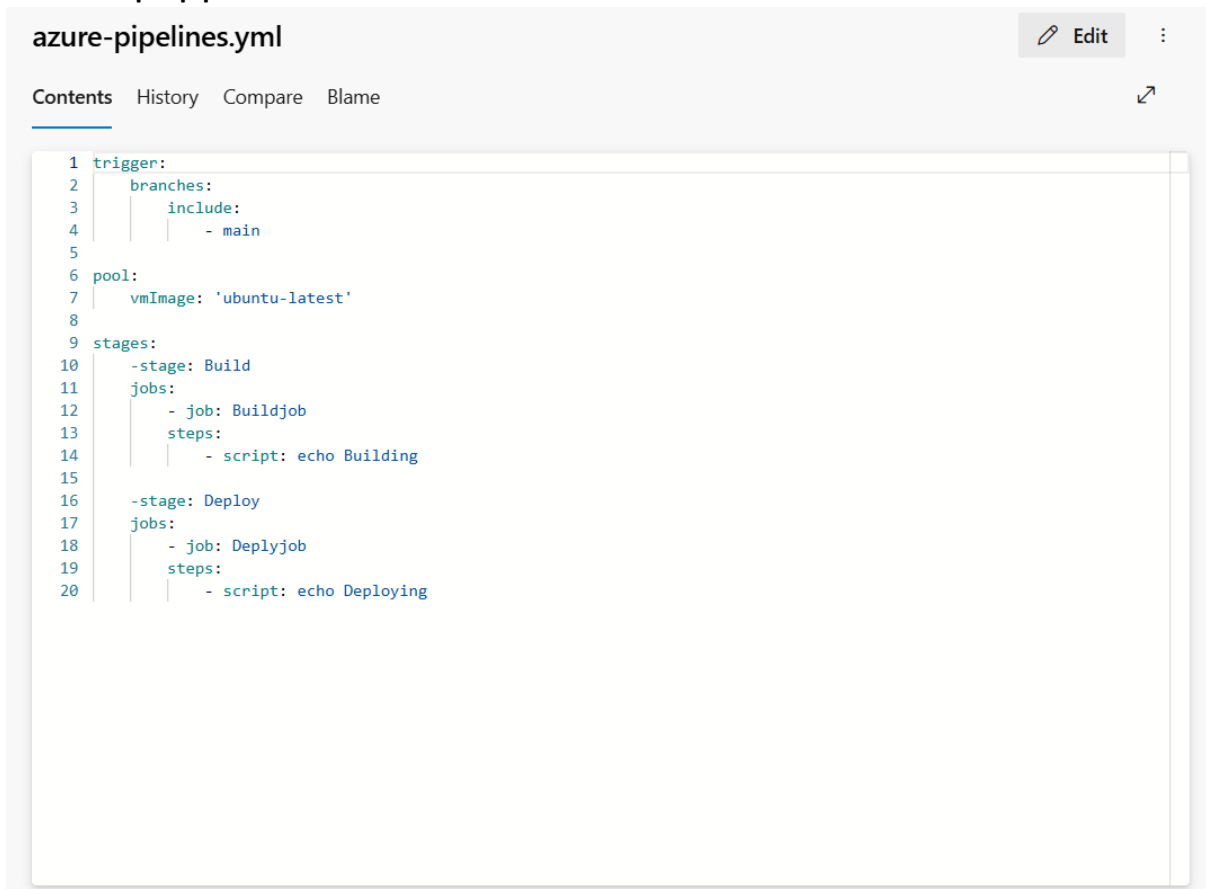 azure-pipelines.yml
Edit
Contents History Compare Blame
1 trigger:
2 branches:
3 include:
4 - main
5
6 pool:
7 vmImage: 'ubuntu-latest'
8
9 stages:
10 -stage: Build
11 jobs:
12 - job: Buildjob
13 steps:
14 - script: echo Building
15
16 -stage: Deploy
17 jobs:
18 - job: Deplyjob
19 steps:
20 - script: echo Deploying